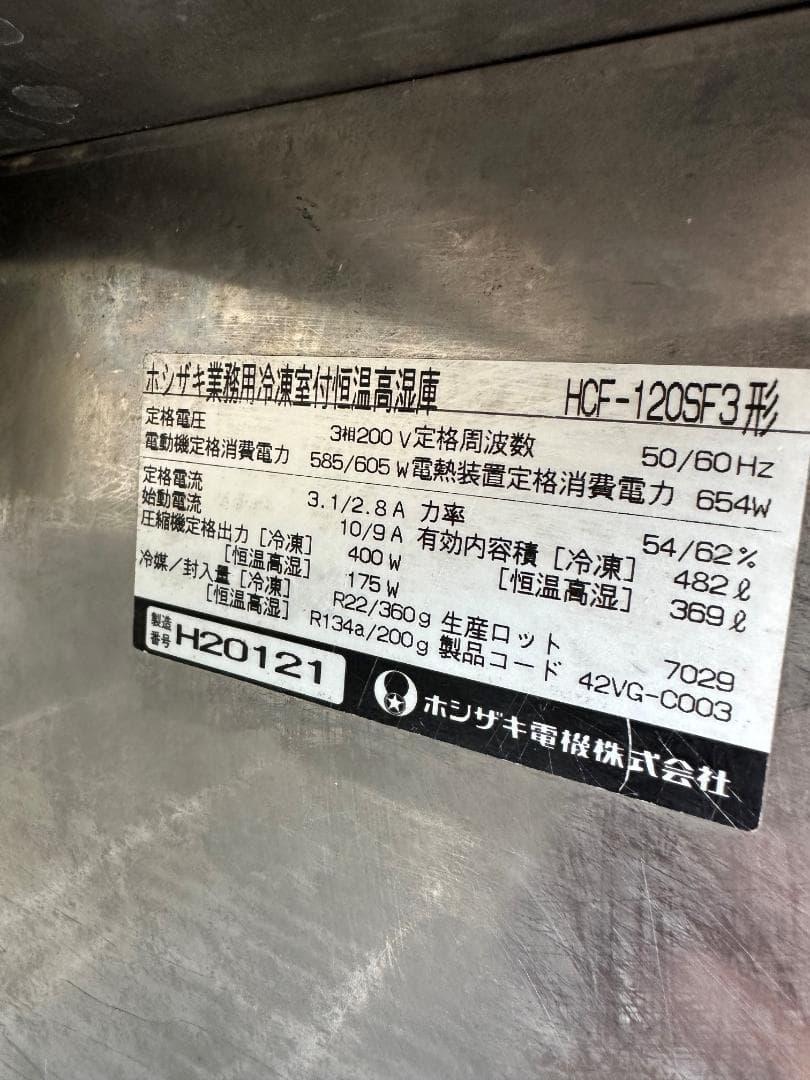 ホシザキ業務用冷凍室付恒温高湿庫 HCF-120SF3形
定格電圧 3相200V 定格周波数 50/60Hz
電動機定格消費電力 585/605W 電熱装置定格消費電力 654W
定格電流 3.1/2.8A 力率 54/62%
始動電流 10/9A 有効内容積 [冷凍] 482ℓ
圧縮機定格出力 [冷凍] 400W [恒温高湿] 369ℓ
[恒温高湿] 175W
冷媒/封入量 [冷凍] R22/360g 生産ロット 7029
[恒温高湿] R134a/200g 製品コード 42VG-C003
製造番号 H20121
ホシザキ電機株式会社